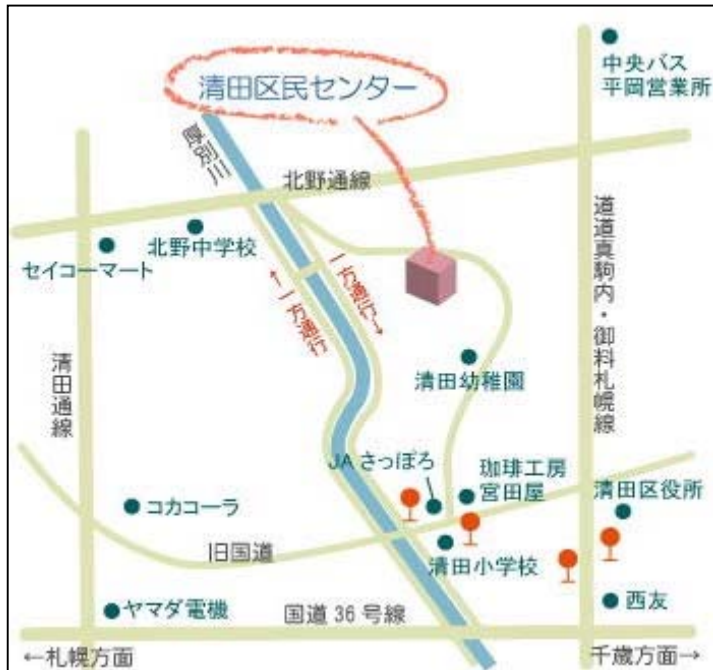 中央バス
平岡営業所
清田区民センター
厚別川
北野通線
北野中学校
セイコーマート
←一方通行
一方通行→
道道真駒内・御料札幌線
清田通線
清田幼稚園
JAさっぽろ
珈琲工房
宮田屋
清田区役所
コカコーラ
旧国道
清田小学校
ヤマダ電機
国道36号線
西友
←札幌方面
千歳方面→